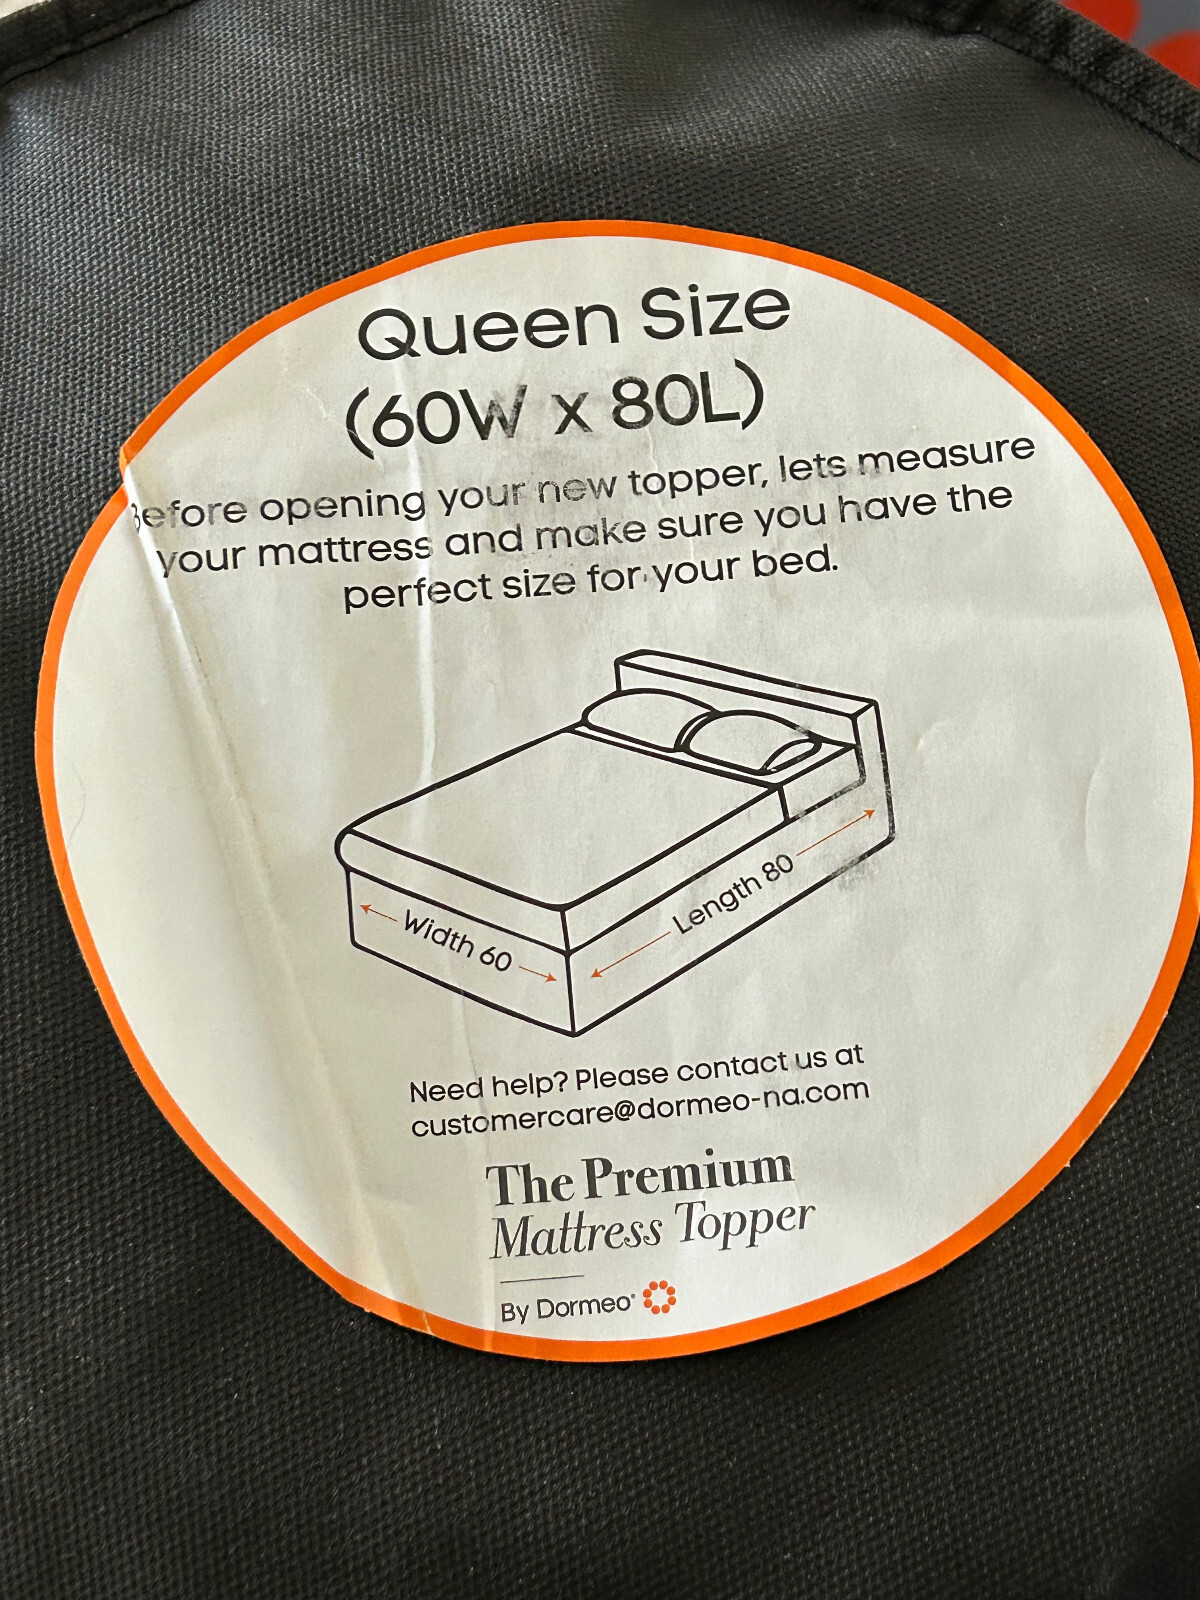 Queen Size
(60W x 80L)
Before opening your new topper, lets measure
your mattress and make sure you have the
perfect size for your bed.
Width 60
Length 80
Need help? Please contact us at
customercare@dormeo-na.com
The Premium
Mattress Topper
By Dormeo®